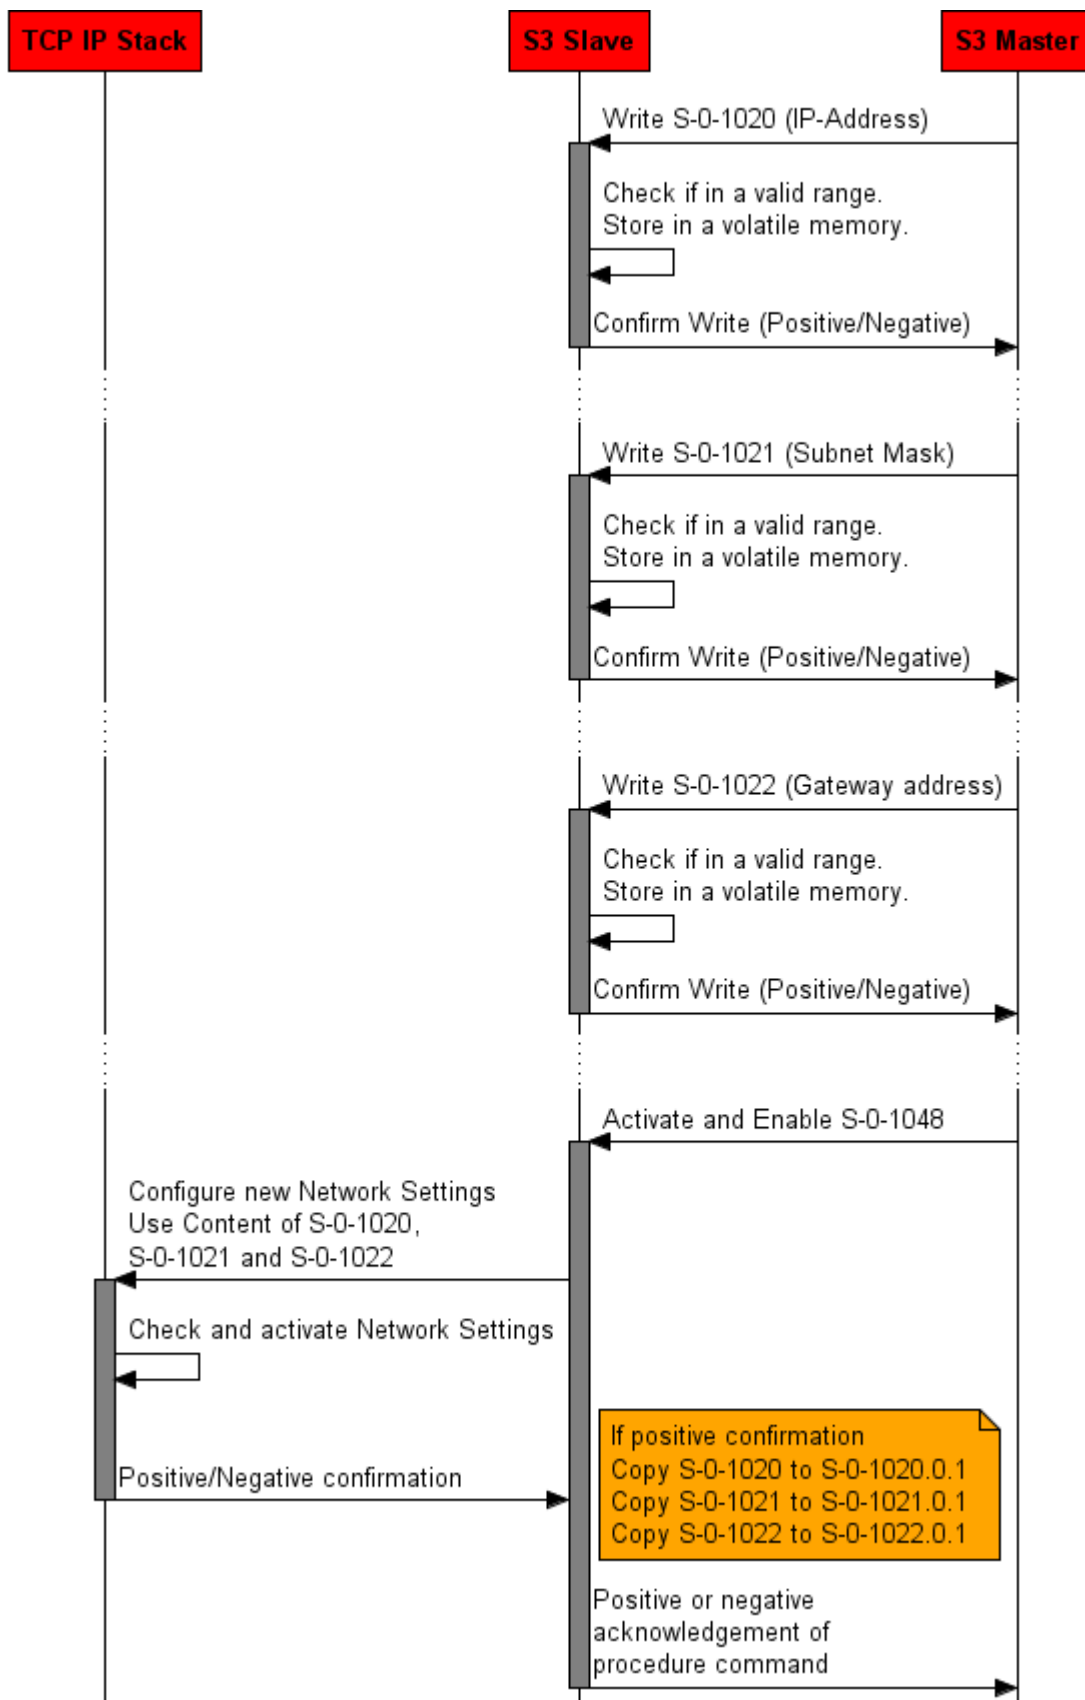 TCP IP Stack
S3 Slave
S3 Master
Write S-0-1020 (IP-Address)
Check if in a valid range.
Store in a volatile memory.
Confirm Write (Positive/Negative)
Write S-0-1021 (Subnet Mask)
Check if in a valid range.
Store in a volatile memory.
Confirm Write (Positive/Negative)
Write S-0-1022 (Gateway address)
Check if in a valid range.
Store in a volatile memory.
Confirm Write (Positive/Negative)
Activate and Enable S-0-1048
Configure new Network Settings
Use Content of S-0-1020,
S-0-1021 and S-0-1022
Check and activate Network Settings
If positive confirmation
Copy S-0-1020 to S-0-1020.0.1
Copy S-0-1021 to S-0-1021.0.1
Copy S-0-1022 to S-0-1022.0.1
Positive/Negative confirmation
Positive or negative
acknowledgement of
procedure command